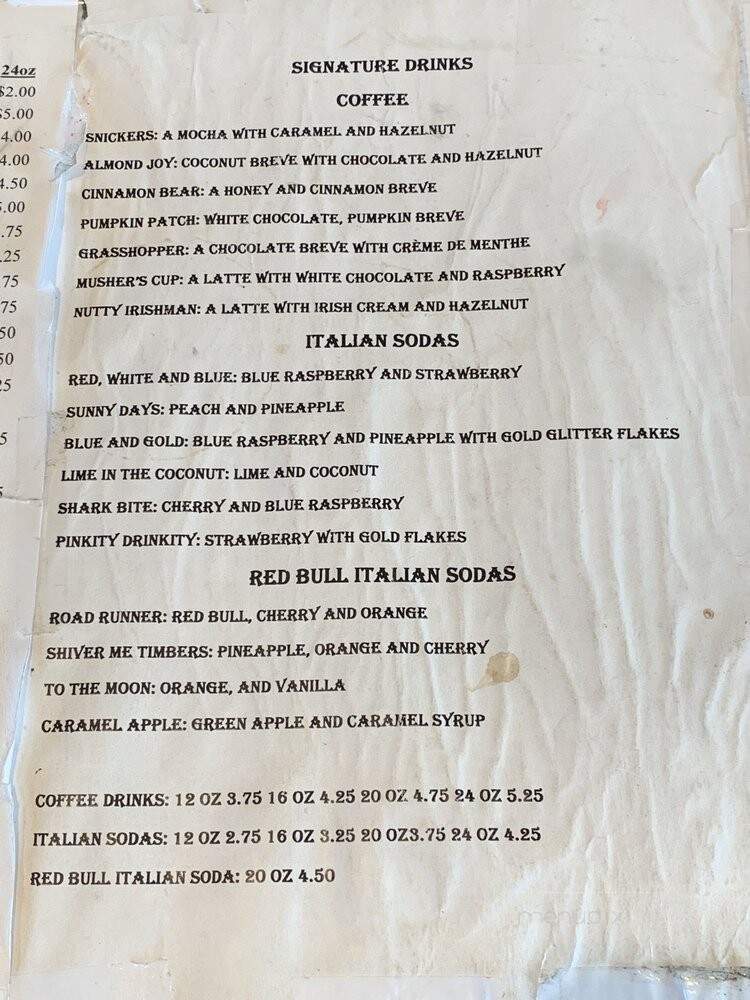 24oz
$2.00
$5.00
4.00
4.00
4.50
5.00
.75
.25
75
75
50
50
25
5
SIGNATURE DRINKS
COFFEE
SNICKERS: A MOCHA WITH CARAMEL AND HAZELNUT
ALMOND JOY: COCONUT BREVE WITH CHOCOLATE AND HAZELNUT
CINNAMON BEAR: A HONEY AND CINNAMON BREVE
PUMPKIN PATCH: WHITE CHOCOLATE, PUMPKIN BREVE
GRASSHOPPER: A CHOCOLATE BREVE WITH CRÈME DE MENTHE
MUSHER'S CUP: A LATTE WITH WHITE CHOCOLATE AND RASPBERRY
NUTTY IRISHMAN: A LATTE WITH IRISH CREAM AND HAZELNUT
ITALIAN SODAS
RED, WHITE AND BLUE: BLUE RASPBERRY AND STRAWBERRY
SUNNY DAYS: PEACH AND PINEAPPLE
BLUE AND GOLD: BLUE RASPBERRY AND PINEAPPLE WITH GOLD GLITTER FLAKES
LIME IN THE COCONUT: LIME AND COCONUT
SHARK BITE: CHERRY AND BLUE RASPBERRY
PINKITY DRINKITY: STRAWBERRY WITH GOLD FLAKES
RED BULL ITALIAN SODAS
ROAD RUNNER: RED BULL, CHERRY AND ORANGE
SHIVER ME TIMBERS: PINEAPPLE, ORANGE AND CHERRY
TO THE MOON: ORANGE, AND VANILLA
CARAMEL APPLE: GREEN APPLE AND CARAMEL SYRUP
COFFEE DRINKS: 12 OZ 3.75 16 OZ 4.25 20 OZ 4.75 24 OZ 5.25
ITALIAN SODAS: 12 OZ 2.75 16 OZ 3.25 20 OZ3.75 24 OZ 4.25
RED BULL ITALIAN SODA: 20 OZ 4.50